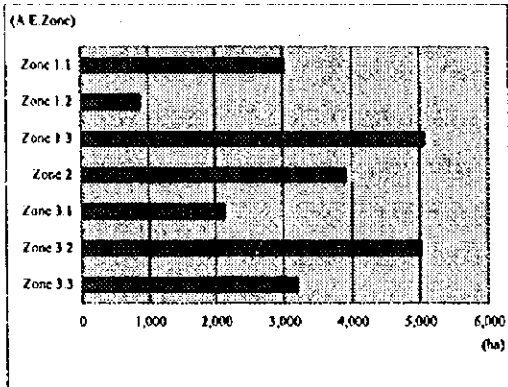 (A.E.Zone)
Zone 1.1
Zone 1.2
Zone 1.3
Zone 2
Zone 3.1
Zone 3.2
Zone 3.3
0 1,000 2,000 3,000 4,000 5,000 6,000
(ha)